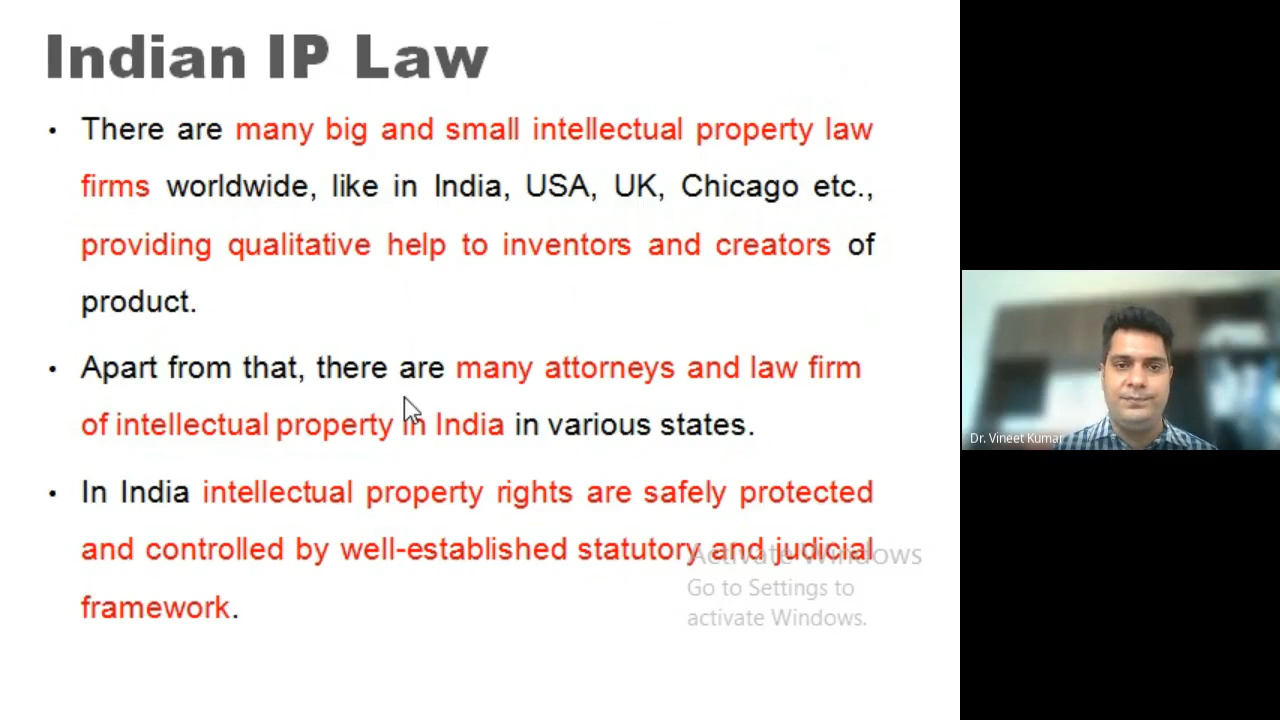 Indian IP Law
• There are many big and small intellectual property law
firms worldwide, like in India, USA, UK, Chicago etc.,
providing qualitative help to inventors and creators of
product.
• Apart from that, there are many attorneys and law firm
of intellectual property in India in various states.
• In India intellectual property rights are safely protected
and controlled by well-established statutory and judicial
framework.
Activate Windows
Go to Settings to
activate Windows.
Dr. Vineet Kumar